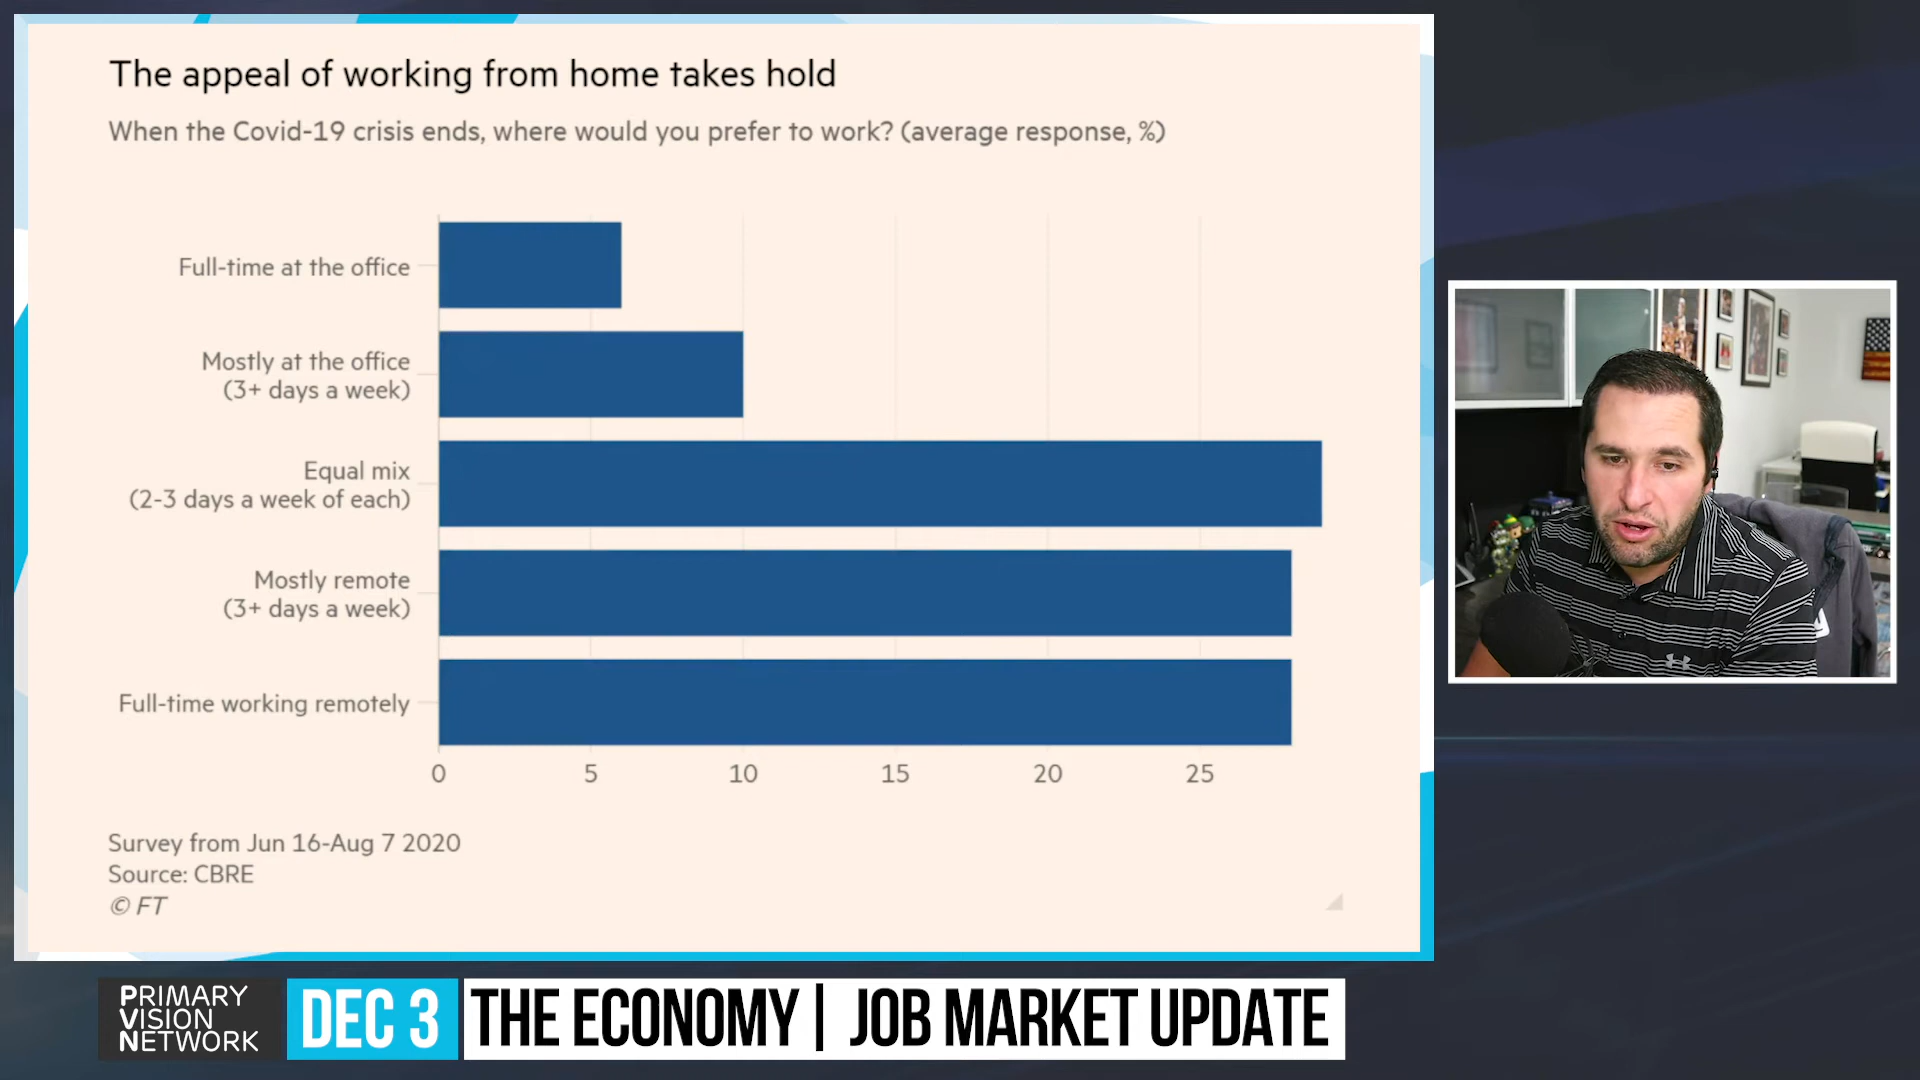 The appeal of working from home takes hold
When the Covid-19 crisis ends, where would you prefer to work? (average response, %)
Full-time at the office
Mostly at the office
(3+ days a week)
Equal mix
(2-3 days a week of each)
Mostly remote
(3+ days a week)
Full-time working remotely
0 5 10 15 20 25
Survey from Jun 16-Aug 7 2020
Source: CBRE
© FT
PRIMARY
VISION
NETWORK
DEC 3
THE ECONOMY | JOB MARKET UPDATE